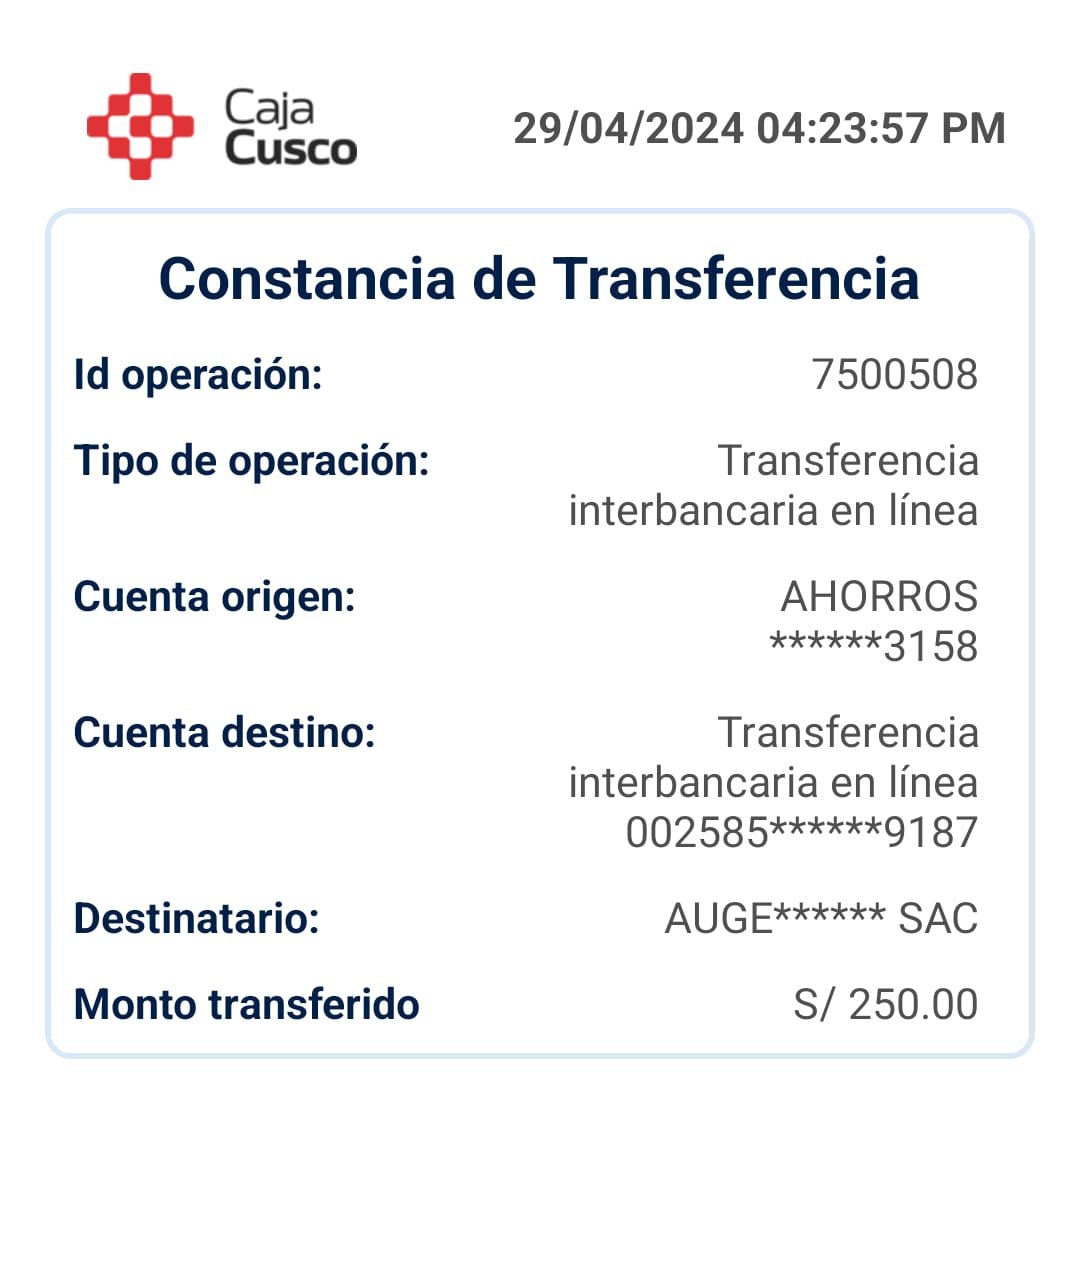 Caja
Cusco
29/04/2024 04:23:57 PM
Constancia de Transferencia
Id operación: 7500508
Tipo de operación: Transferencia
interbancaria en línea
Cuenta origen: AHORROS
******3158
Cuenta destino: Transferencia
interbancaria en línea
002585******9187
Destinatario: AUGE****** SAC
Monto transferido S/ 250.00